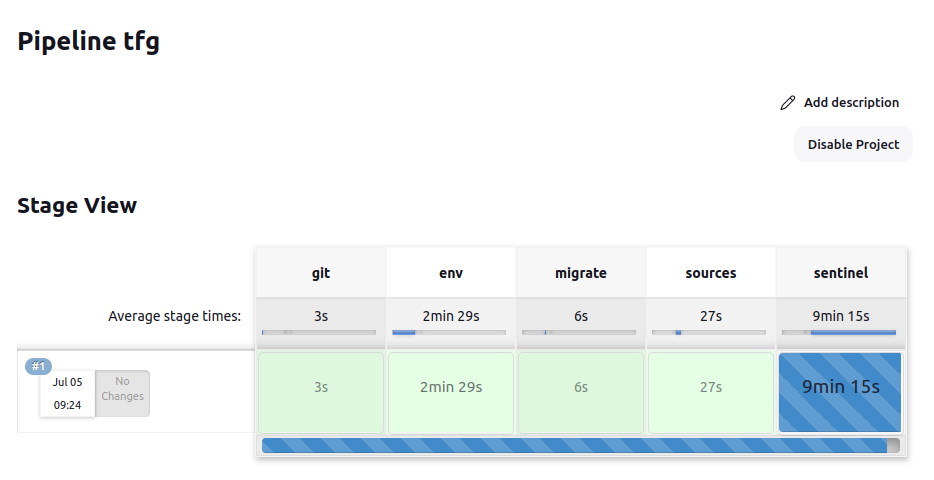 Pipeline tfg
Add description
Disable Project
Stage View
git env migrate sources sentinel
Average stage times: 3s 2min 29s 6s 27s 9min 15s
#1
Jul 05 No
Changes
09:24
3s 2min 29s 6s 27s 9min 15s